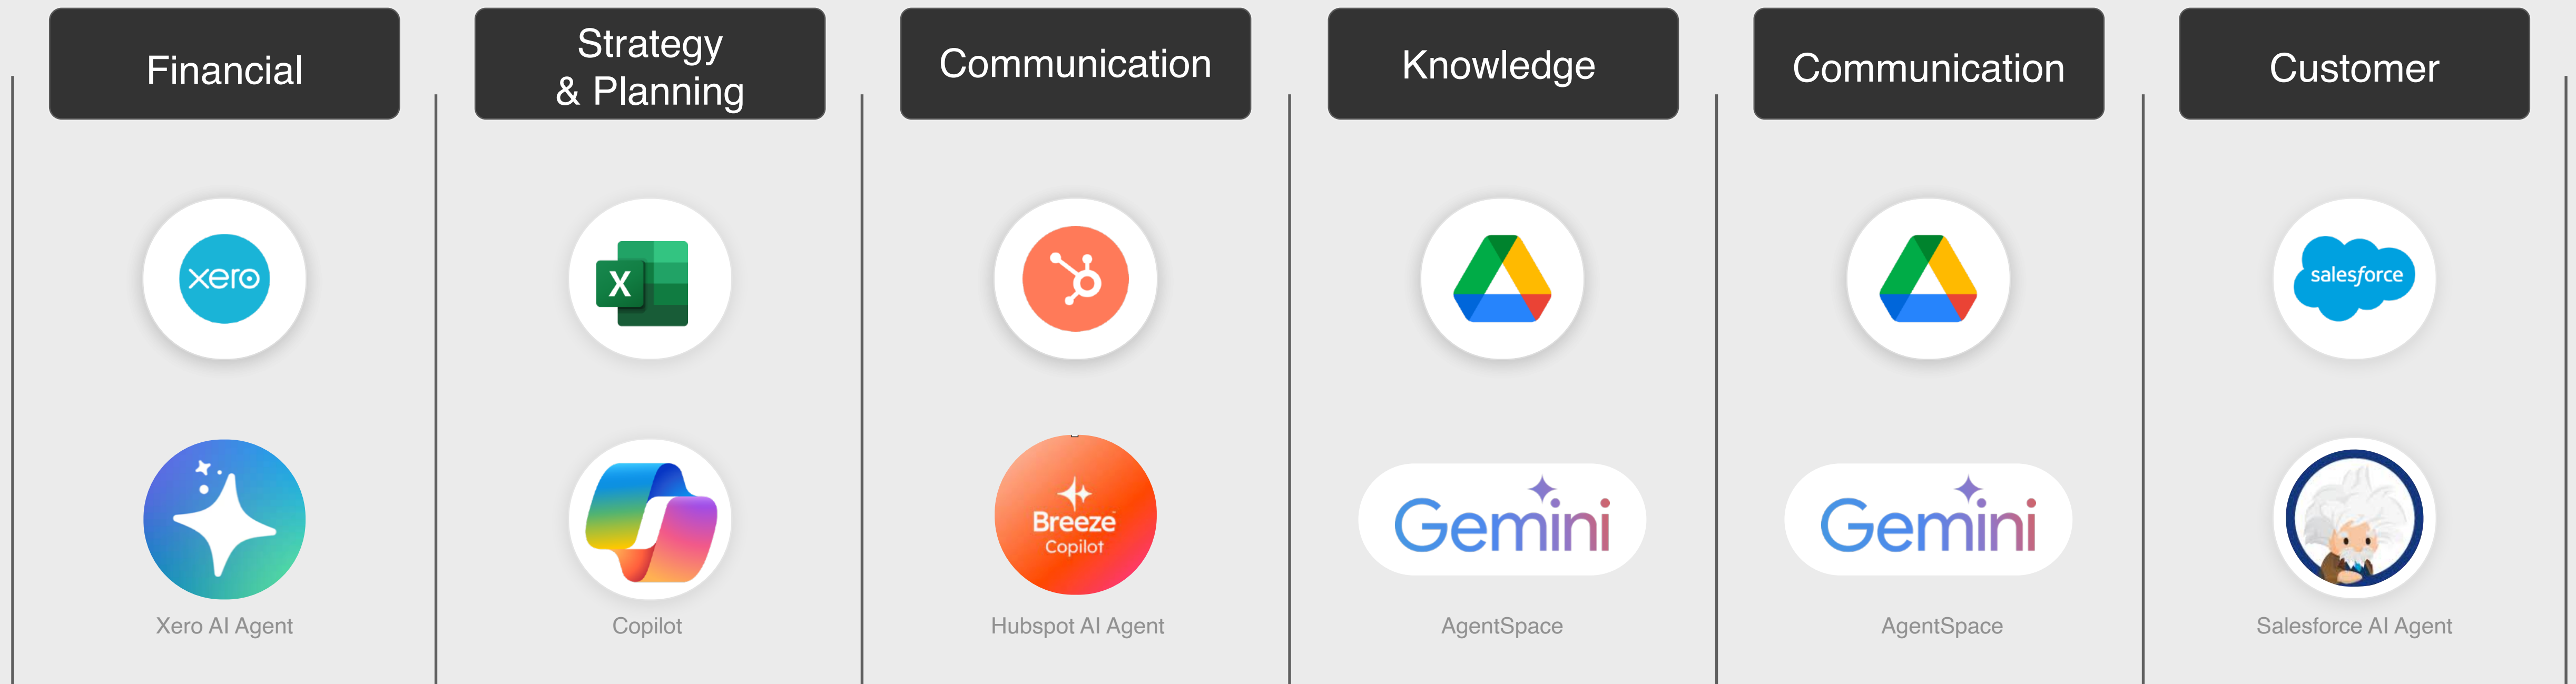 Financial
Strategy
& Planning
Communication
Knowledge
Communication
Customer
xero
X
salesforce
Breeze
Copilot
Gemini
Gemini
Xero AI Agent
Copilot
Hubspot AI Agent
AgentSpace
AgentSpace
Salesforce AI Agent